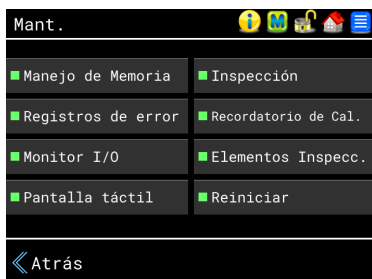 Mant.
Manejo de Memoria
Inspección
Registros de error
Recordatorio de Cal.
Monitor I/O
Elementos Inspecc.
Pantalla táctil
Reiniciar
Atrás